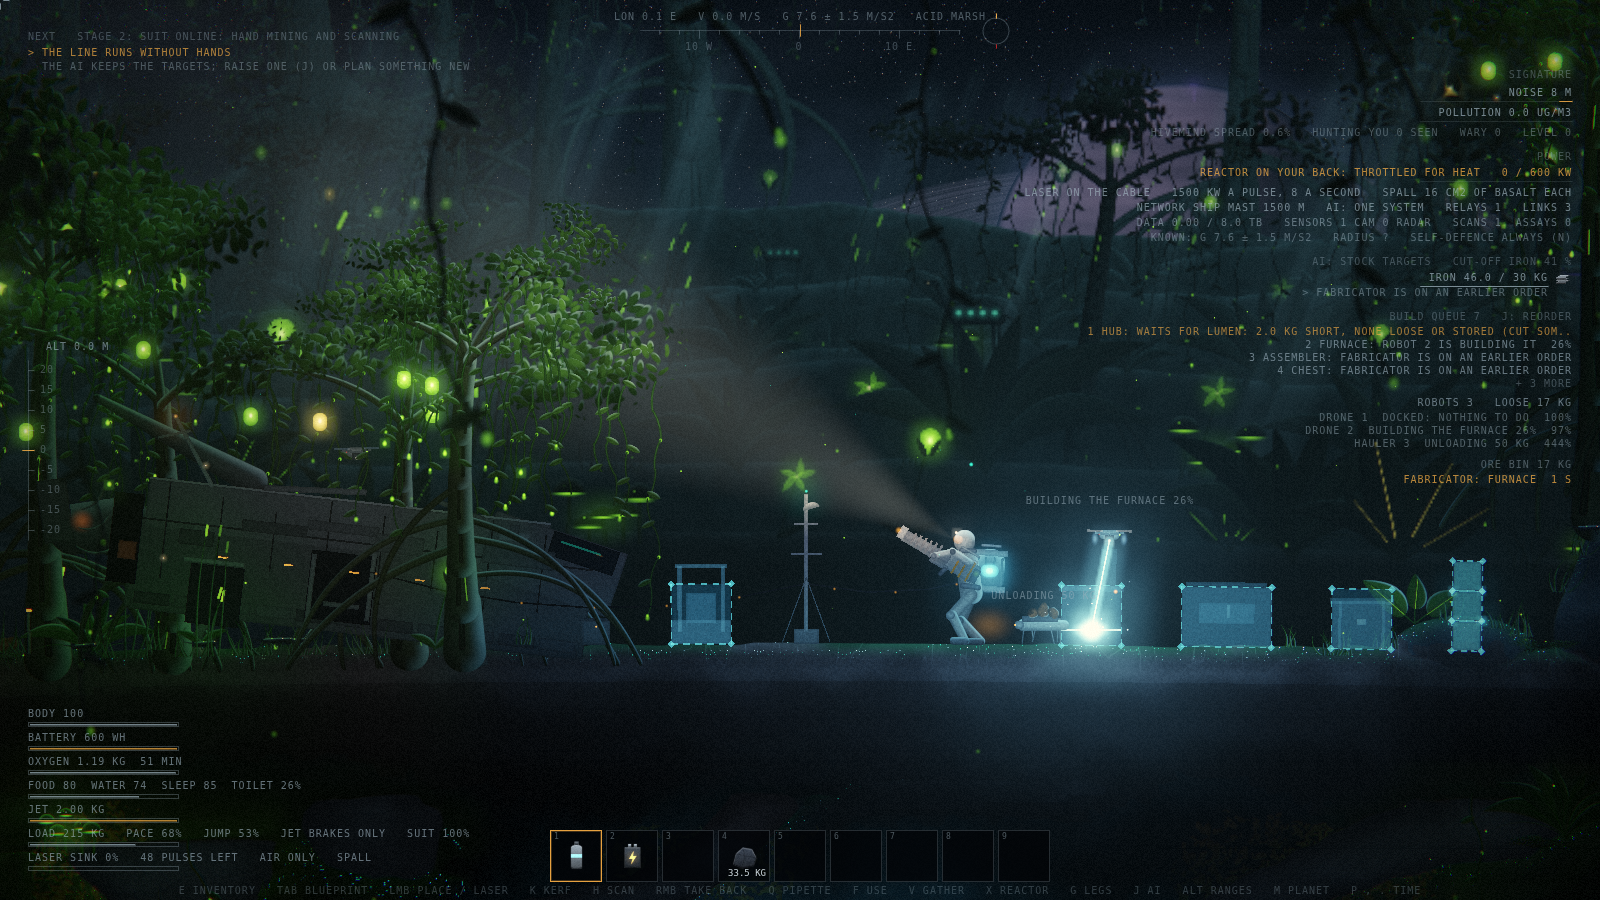 LON 0.1 E   V 0.0 M/S   G 7.6 ± 1.5 M/S2   ACID MARSH
10 W   0   10 E
NEXT   STAGE 2: SUIT ONLINE: HAND MINING AND SCANNING
> THE LINE RUNS WITHOUT HANDS
THE AI KEEPS THE TARGETS: RAISE ONE (J) OR PLAN SOMETHING NEW
SIGNATURE
NOISE 8 M
POLLUTION 0.0 UG/M3
HIVEMIND SPREAD 0.6%   HUNTING YOU 0 SEEN   WARY 0   LEVEL 0
POWER
REACTOR ON YOUR BACK: THROTTLED FOR HEAT   0 / 600 KW
LASER ON THE CABLE   1500 KW A PULSE, 8 A SECOND   SPALL 16 CM2 OF BASALT EACH
NETWORK SHIP MAST 1500 M   AI: ONE SYSTEM   RELAYS 1   LINKS 3
DATA 0.00 / 8.0 TB   SENSORS 1 CAM 0 RADAR   SCANS 1   ASSAYS 0
KNOWN: G 7.6 ± 1.5 M/S2   RADIUS ?   SELF-DEFENCE ALWAYS (N)
AI: STOCK TARGETS   CUT-OFF IRON 41 %
IRON 46.0 / 30 KG
> FABRICATOR IS ON AN EARLIER ORDER
BUILD QUEUE 7   J: REORDER
1 HUB: WAITS FOR LUMEN: 2.0 KG SHORT, NONE LOOSE OR STORED (CUT SOM..
2 FURNACE: ROBOT 2 IS BUILDING IT   26%
3 ASSEMBLER: FABRICATOR IS ON AN EARLIER ORDER
4 CHEST: FABRICATOR IS ON AN EARLIER ORDER
+ 3 MORE
ROBOTS 3   LOOSE 17 KG
DRONE 1   DOCKED: NOTHING TO DO   100%
DRONE 2   BUILDING THE FURNACE 26%   97%
HAULER 3   UNLOADING 50 KG   444%
ORE BIN 17 KG
FABRICATOR: FURNACE   1 S
ALT 0.0 M
20
15
10
5
0
-5
-10
-15
-20
BUILDING THE FURNACE 26%
UNLOADING 50
BODY 100
BATTERY 600 WH
OXYGEN 1.19 KG   51 MIN
FOOD 80   WATER 74   SLEEP 85   TOILET 26%
JET 2.00 KG
LOAD 215 KG   PACE 68%   JUMP 53%   JET BRAKES ONLY   SUIT 100%
LASER SINK 0%   48 PULSES LEFT   AIR ONLY   SPALL
1   2   3   4   5   6   7   8   9
33.5 KG
E INVENTORY   TAB BLUEPRINT   LMB PLACE   LASER   K KERF   H SCAN   RMB TAKE BACK   Q PIPETTE   F USE   V GATHER   X REACTOR   G LEGS   J AI   ALT RANGES   M PLANET   P   TIME